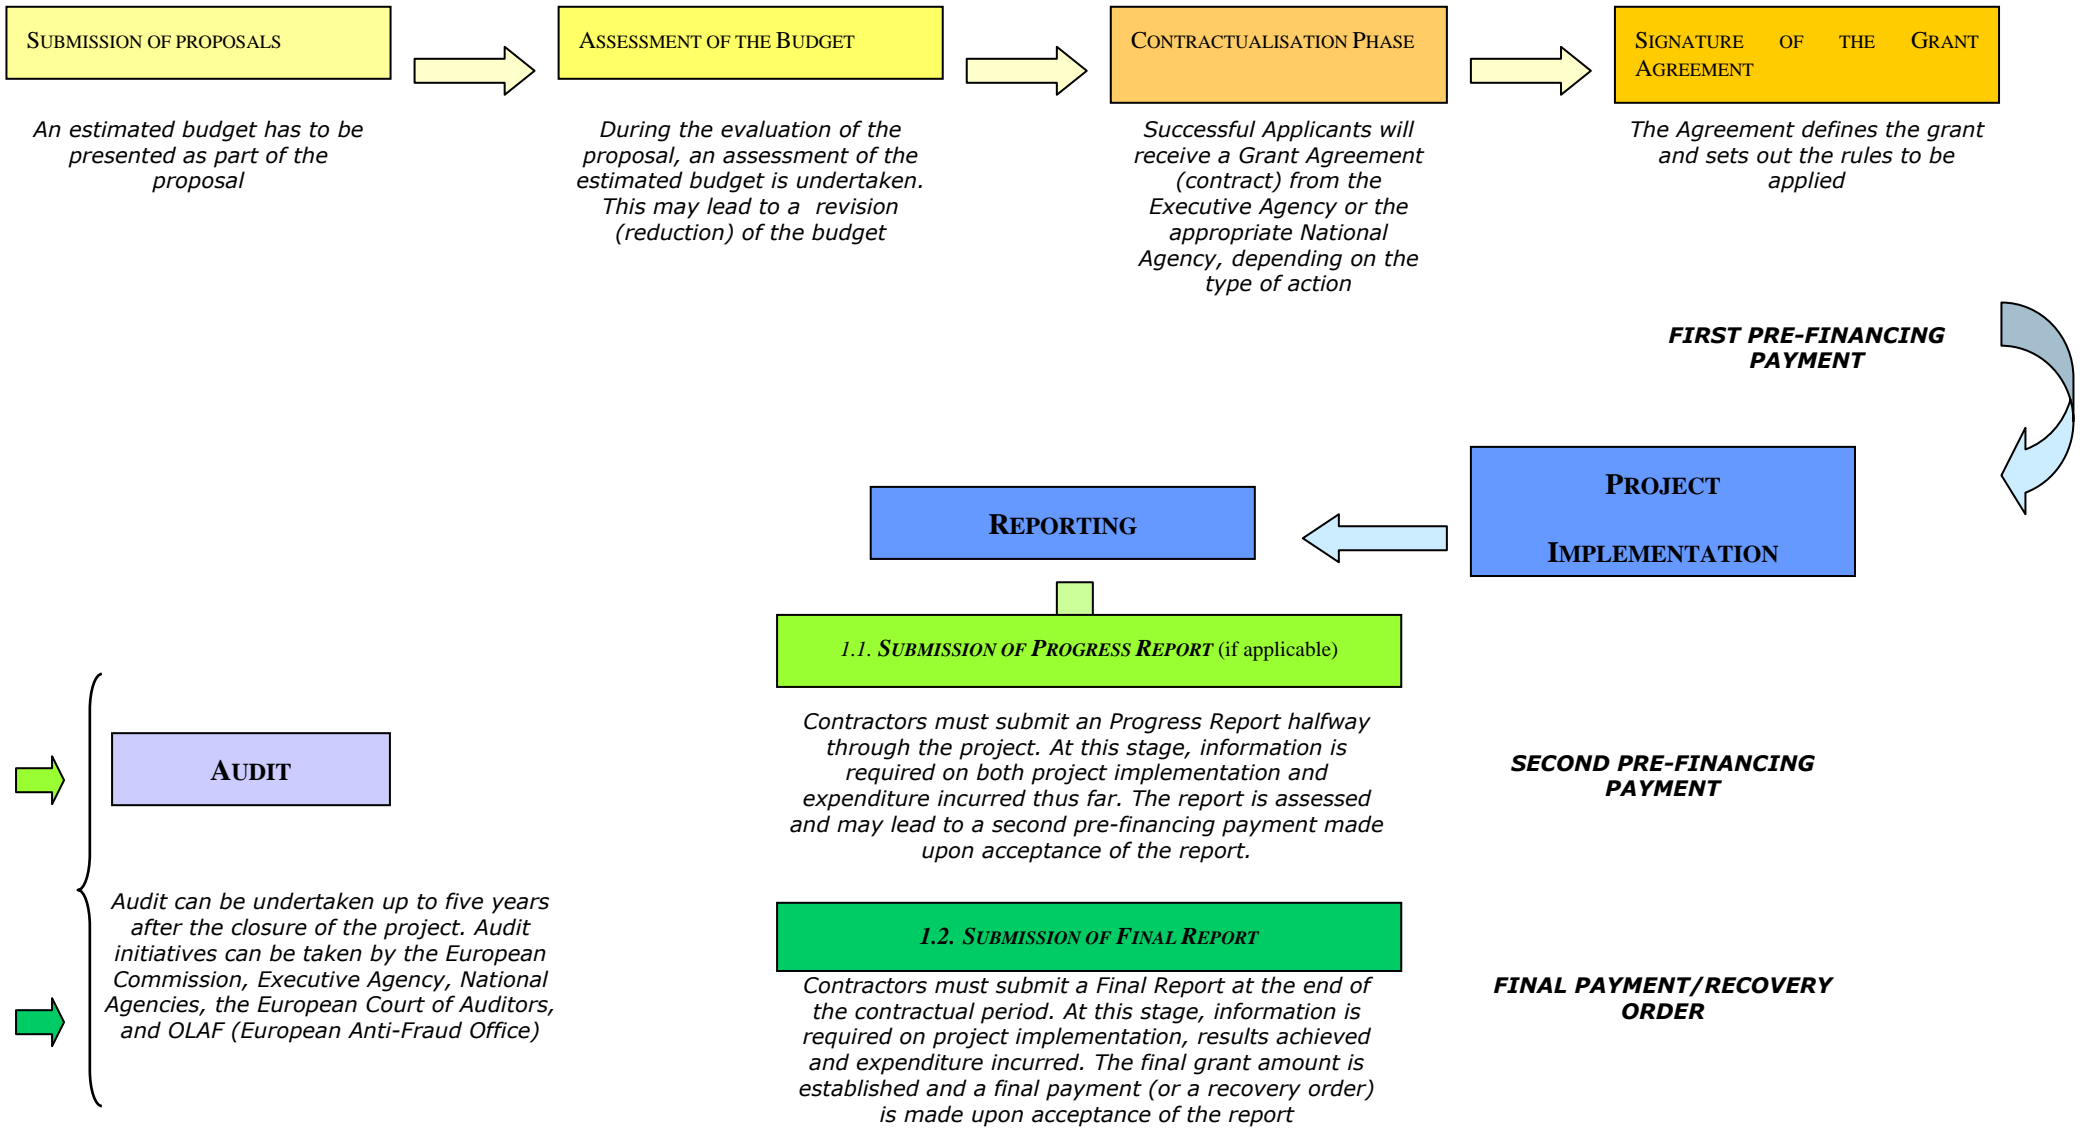 SUBMISSION OF PROPOSALS
An estimated budget has to be
presented as part of the
proposal
ASSESSMENT OF THE BUDGET
During the evaluation of the
proposal, an assessment of the
estimated budget is undertaken.
This may lead to a revision
(reduction) of the budget
CONTRACTUALISATION PHASE
Successful Applicants will
receive a Grant Agreement
(contract) from the
Executive Agency or the
appropriate National
Agency, depending on the
type of action
SIGNATURE OF THE GRANT
AGREEMENT
The Agreement defines the grant
and sets out the rules to be
applied
FIRST PRE-FINANCING
PAYMENT
PROJECT
IMPLEMENTATION
REPORTING
1.1. SUBMISSION OF PROGRESS REPORT (if applicable)
Contractors must submit an Progress Report halfway
through the project. At this stage, information is
required on both project implementation and
expenditure incurred thus far. The report is assessed
and may lead to a second pre-financing payment made
upon acceptance of the report.
SECOND PRE-FINANCING
PAYMENT
1.2. SUBMISSION OF FINAL REPORT
Contractors must submit a Final Report at the end of
the contractual period. At this stage, information is
required on project implementation, results achieved
and expenditure incurred. The final grant amount is
established and a final payment (or a recovery order)
is made upon acceptance of the report
FINAL PAYMENT/RECOVERY
ORDER
AUDIT
Audit can be undertaken up to five years
after the closure of the project. Audit
initiatives can be taken by the European
Commission, Executive Agency, National
Agencies, the European Court of Auditors,
and OLAF (European Anti-Fraud Office)